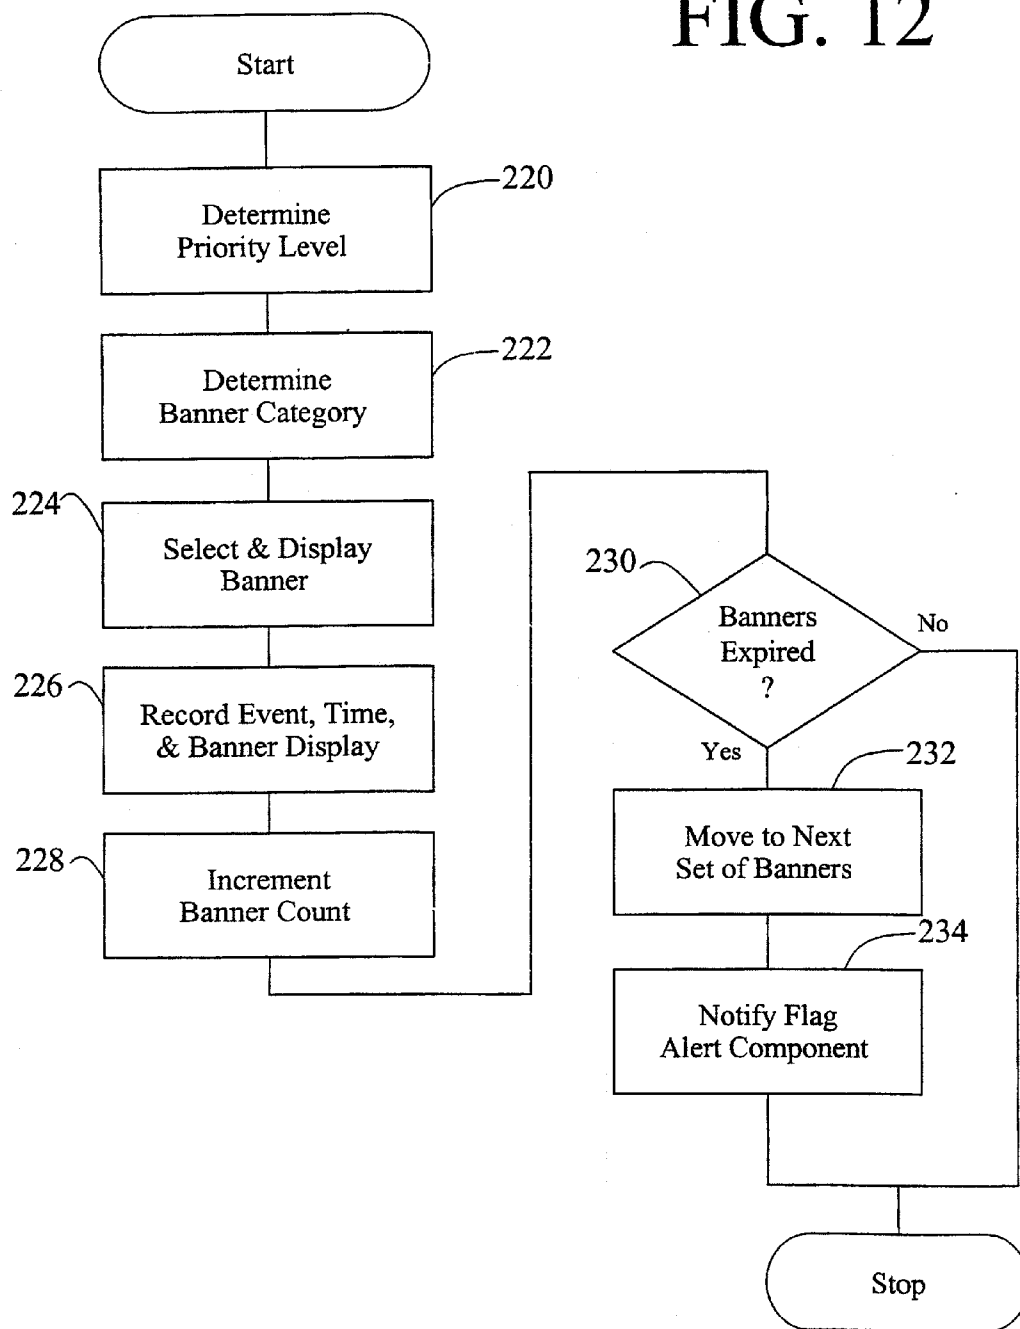 FIG. 12
Start
220
Determine
Priority Level
222
Determine
Banner Category
224
Select & Display
Banner
226
Record Event, Time,
& Banner Display
228
Increment
Banner Count
230
Banners
Expired
?
No
Yes
232
Move to Next
Set of Banners
234
Notify Flag
Alert Component
Stop